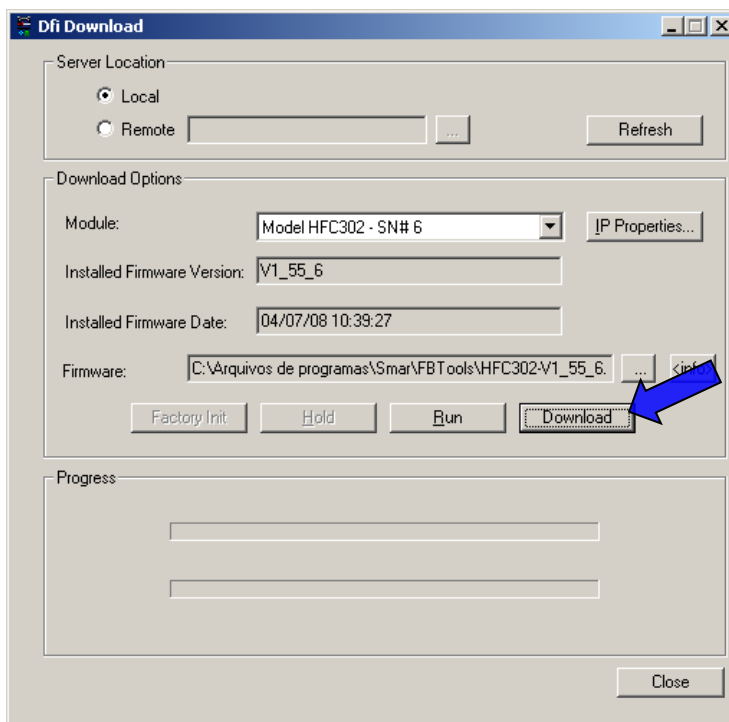 Dfi Download
Server Location
Local
Remote ... Refresh
Download Options
Module: Model HFC302 - SN# 6 IP Properties...
Installed Firmware Version: V1_55_6
Installed Firmware Date: 04/07/08 10:39:27
Firmware: C:\Arquivos de programas\Smar\FBTools\HFC302-V1_55_6. ... <info>
Factory Init Hold Run Download
Progress
Close